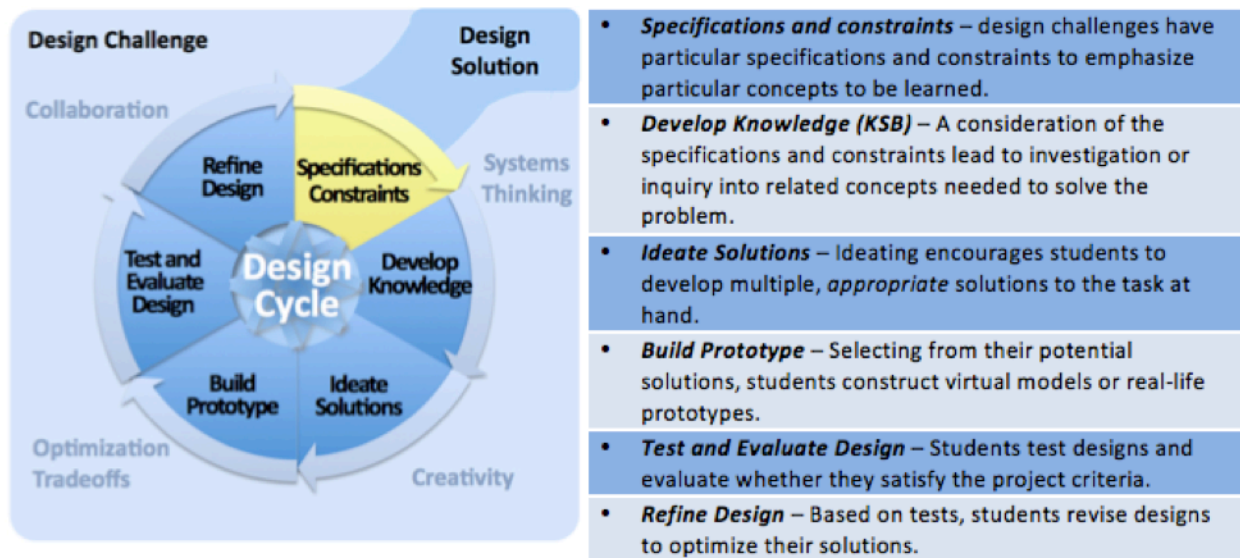 Design Challenge
Design
Solution
Collaboration
Systems
Thinking
Creativity
Optimization
Tradeoffs
Specifications
Constraints
Develop
Knowledge
Ideate
Solutions
Build
Prototype
Test and
Evaluate
Design
Refine
Design
Design
Cycle
• Specifications and constraints – design challenges have
particular specifications and constraints to emphasize
particular concepts to be learned.
• Develop Knowledge (KSB) – A consideration of the
specifications and constraints lead to investigation or
inquiry into related concepts needed to solve the
problem.
• Ideate Solutions – Ideating encourages students to
develop multiple, appropriate solutions to the task at
hand.
• Build Prototype – Selecting from their potential
solutions, students construct virtual models or real-life
prototypes.
• Test and Evaluate Design – Students test designs and
evaluate whether they satisfy the project criteria.
• Refine Design – Based on tests, students revise designs
to optimize their solutions.